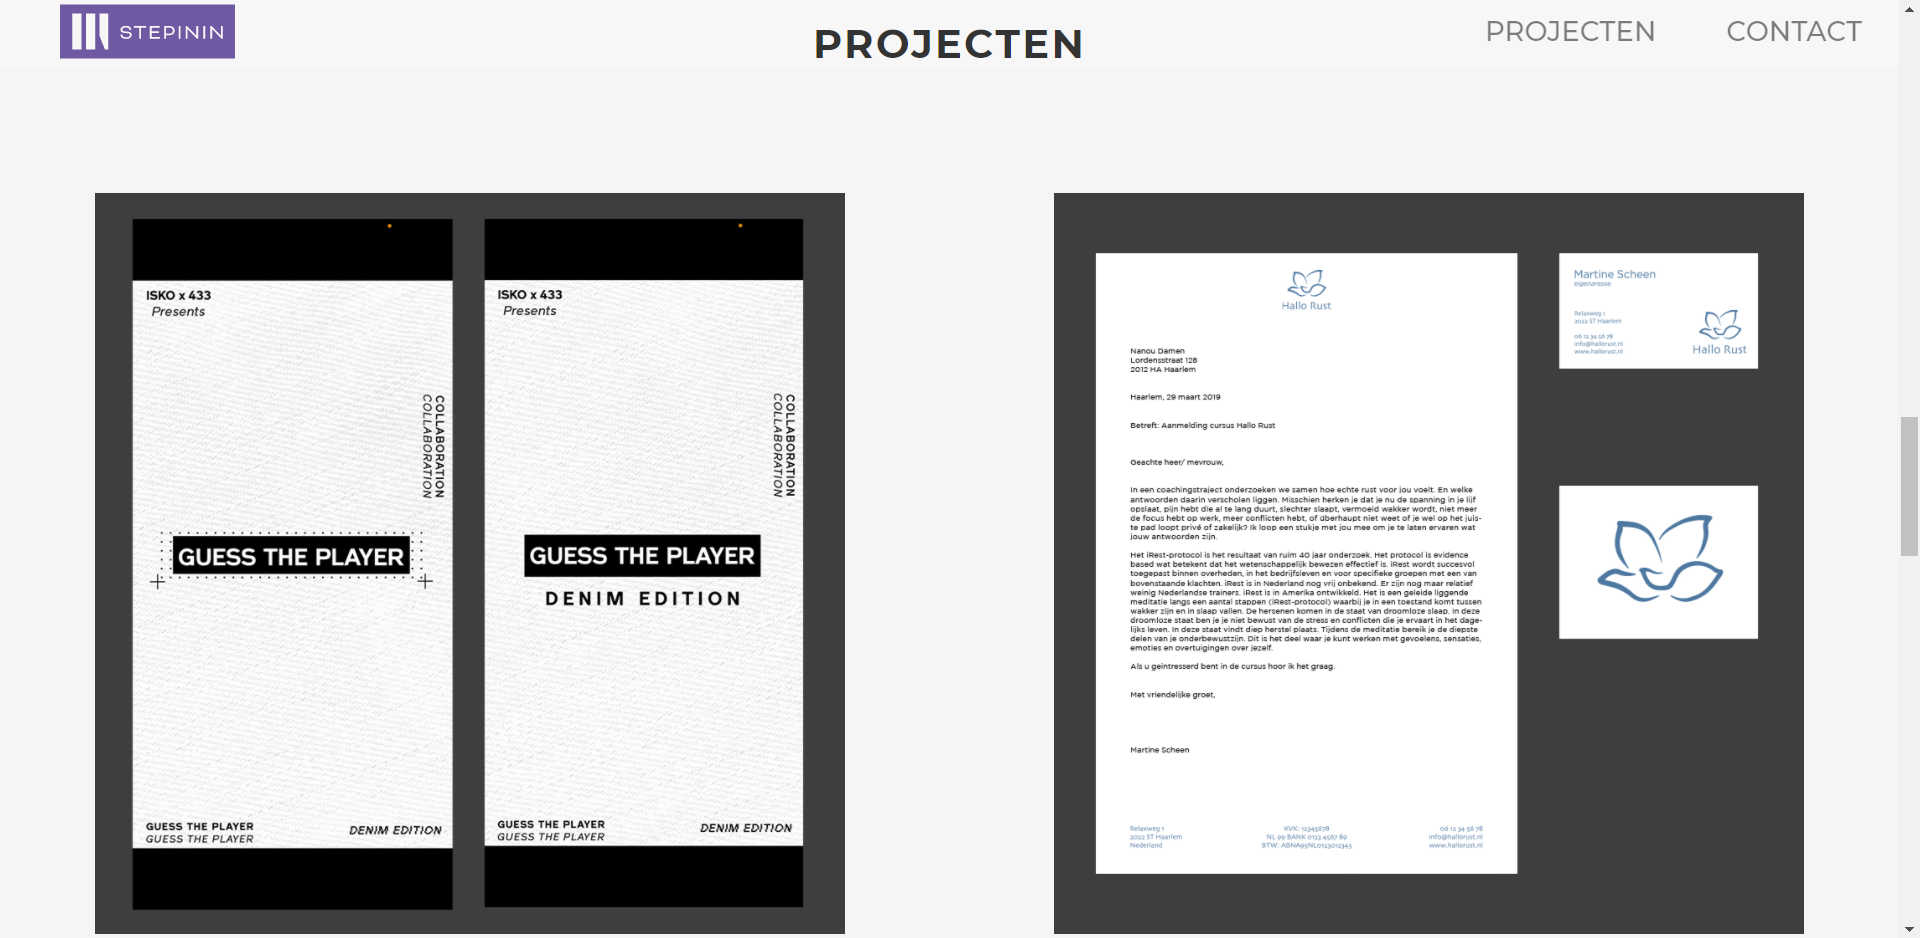 STEPININ
PROJECTEN
PROJECTEN
CONTACT
ISKO x 433
Presents
COLLABORATION
COLLABORATION
GUESS THE PLAYER
GUESS THE PLAYER
GUESS THE PLAYER
DENIM EDITION
ISKO x 433
Presents
COLLABORATION
COLLABORATION
GUESS THE PLAYER
DENIM EDITION
GUESS THE PLAYER
GUESS THE PLAYER
DENIM EDITION
Hallo Rust
Nanou Damen
Lordensstraat 128
2012 HA Haarlem
Haarlem, 29 maart 2019
Betreft: Aanmelding cursus Hallo Rust
Geachte heer/ mevrouw,
In een coachingstraject onderzoeken we samen hoe echte rust voor jou voelt. En welke
antwoorden daarin verscholen liggen. Misschien herken je dat je nu de spanning in je lijf
opslaat, pijn hebt die al te lang duurt, slechter slaapt, vermoeid wakker wordt, niet meer
de focus hebt op werk, meer conflicten hebt, of überhaupt niet weet of je wel op het juis-
te pad loopt privé of zakelijk? Ik loop een stukje met jou mee om je te laten ervaren wat
jouw antwoorden zijn.
Het iRest-protocol is het resultaat van ruim 40 jaar onderzoek. Het protocol is evidence
based wat betekent dat het wetenschappelijk bewezen effectief is. iRest wordt succesvol
toegepast binnen overheden, in het bedrijfsleven en voor specifieke groepen met een van
bovenstaande klachten. iRest is in Nederland nog vrij onbekend. Er zijn nog maar relatief
weinig Nederlandse trainers. iRest is in Amerika ontwikkeld. Het is een geleide liggende
meditatie langs een aantal stappen (iRest-protocol) waarbij je in een toestand komt tussen
wakker zijn en in slaap vallen. De hersenen komen in de staat van droomloze slaap. In deze
droomloze staat ben je je niet bewust van de stress en conflicten die je ervaart in het dage-
lijks leven. In deze staat vindt diep herstel plaats. Tijdens de meditatie bereik je de diepste
delen van je onderbewustzijn. Dit is het deel waar je kunt werken met gevoelens, sensaties,
emoties en overtuigingen over jezelf.
Als u geintresserd bent in de cursus hoor ik het graag.
Met vriendelijke groet,
Martine Scheen
Relaxweg 1
2022 ST Haarlem
Nederland
KVK: 12345678
NL 99 BANK 0123 4567 89
BTW: ABNA95NL0123012343
06 12 34 56 78
info@hallorust.nl
www.hallorust.nl
Martine Scheen
eigenaresse
Relaxweg 1
2022 ST Haarlem
06 12 34 56 78
info@hallorust.nl
www.hallorust.nl
Hallo Rust